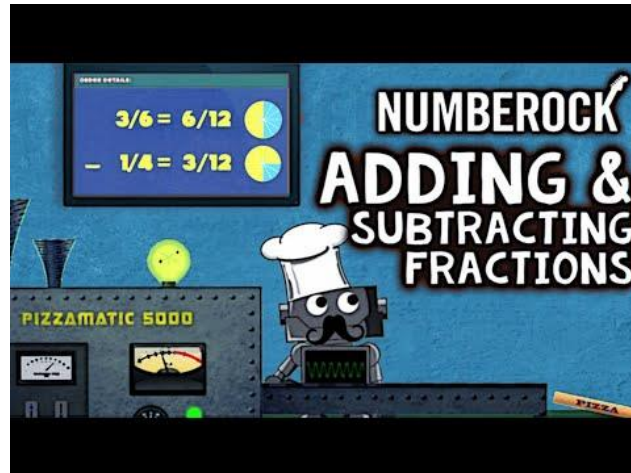 ORDER DETAILS:
3/6 = 6/12
- 1/4 = 3/12
NUMBEROCK
ADDING &
SUBTRACTING
FRACTIONS
PIZZAMATIC 5000
PIZZA